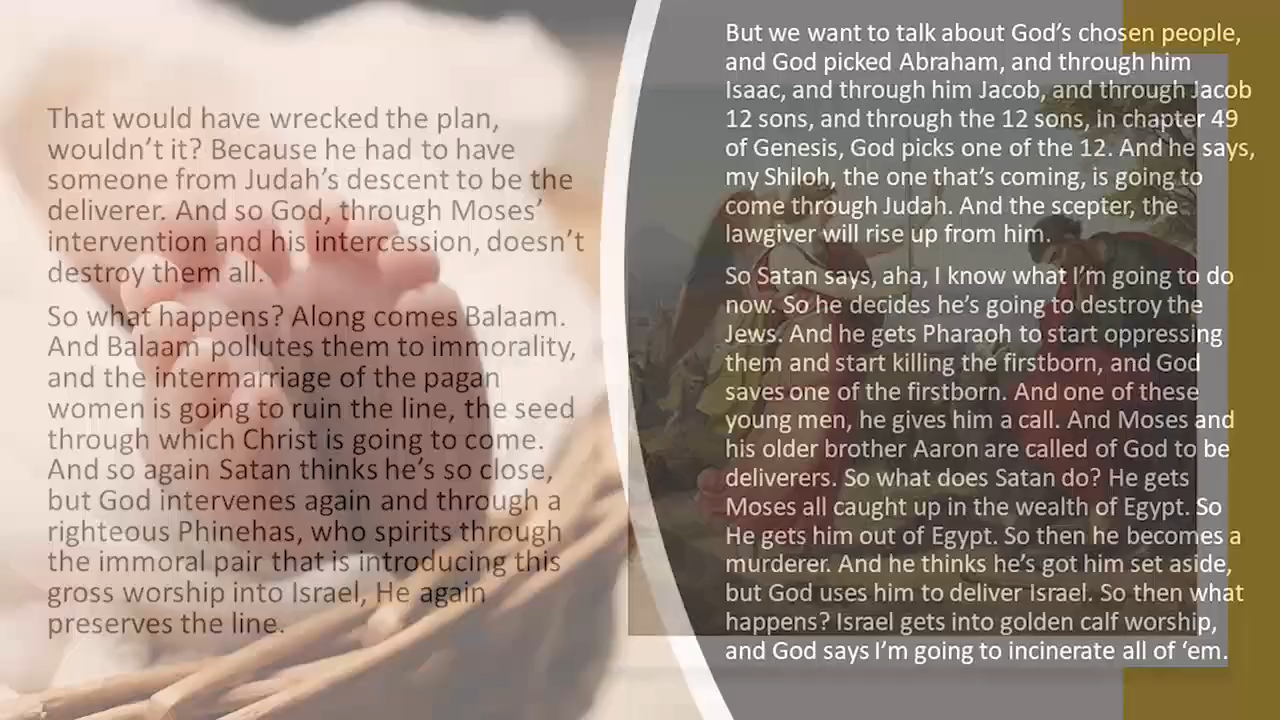 That would have wrecked the plan,
wouldn't it? Because he had to have
someone from Judah's descent to be the
deliverer. And so God, through Moses'
intervention and his intercession, doesn't
destroy them all.
So what happens? Along comes Balaam.
And Balaam pollutes them to immorality,
and the intermarriage of the pagan
women is going to ruin the line, the seed
through which Christ is going to come.
And so again Satan thinks he's so close,
but God intervenes again and through a
righteous Phinehas, who spirits through
the immoral pair that is introducing this
gross worship into Israel, He again
preserves the line.
But we want to talk about God's chosen people,
and God picked Abraham, and through him
Isaac, and through him Jacob, and through Jacob
12 sons, and through the 12 sons, in chapter 49
of Genesis, God picks one of the 12. And he says,
my Shiloh, the one that's coming, is going to
come through Judah. And the scepter, the
lawgiver will rise up from him.
So Satan says, aha, I know what I'm going to do
now. So he decides he's going to destroy the
Jews. And he gets Pharaoh to start oppressing
them and start killing the firstborn, and God
saves one of the firstborn. And one of these
young men, he gives him a call. And Moses and
his older brother Aaron are called of God to be
deliverers. So what does Satan do? He gets
Moses all caught up in the wealth of Egypt. So
He gets him out of Egypt. So then he becomes a
murderer. And he thinks he's got him set aside,
but God uses him to deliver Israel. So then what
happens? Israel gets into golden calf worship,
and God says I'm going to incinerate all of 'em.